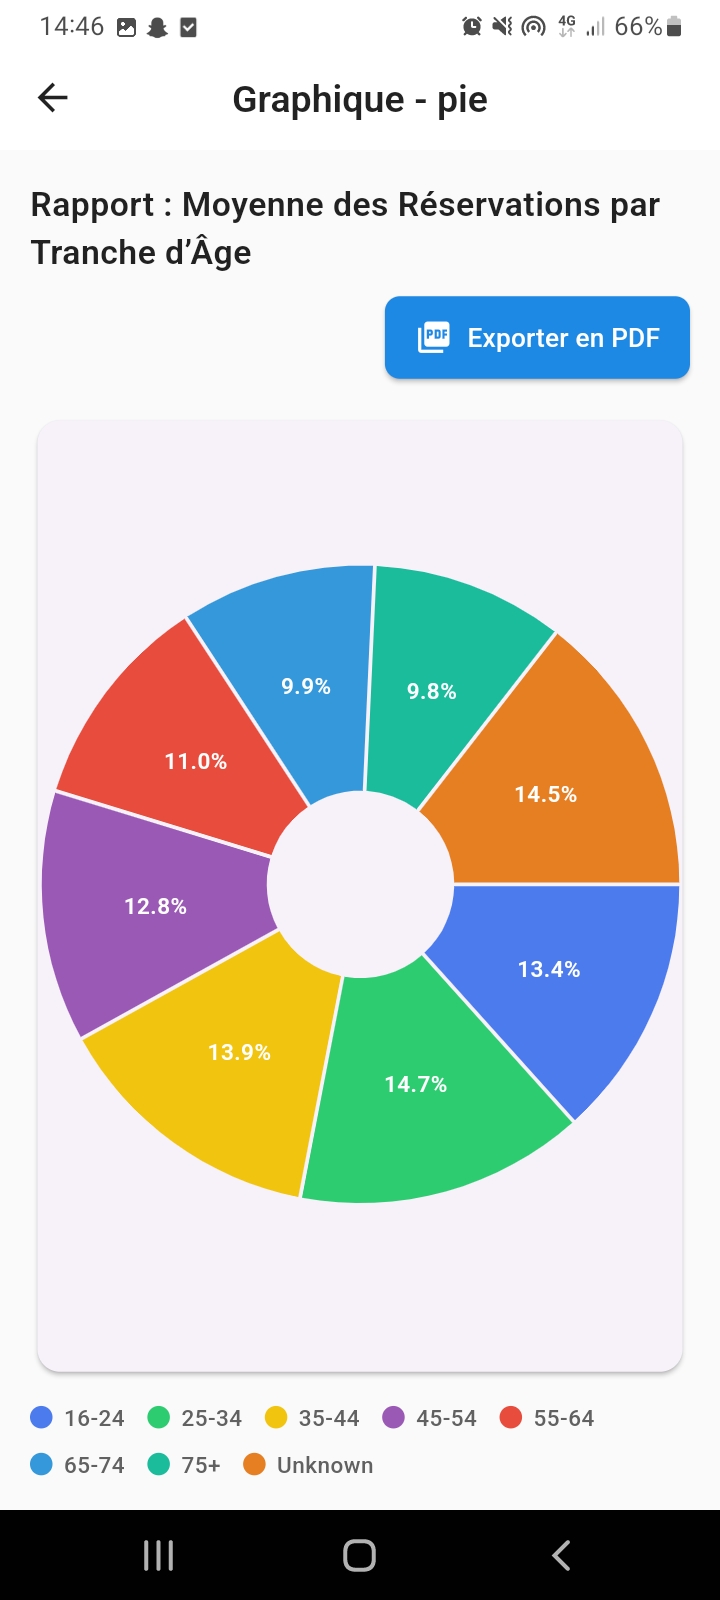 14:46 4G 66%
Graphique - pie
Rapport : Moyenne des Réservations par
Tranche d’Âge
PDF Exporter en PDF
9.9%
9.8%
11.0%
14.5%
12.8%
13.4%
13.9%
14.7%
16-24 25-34 35-44 45-54 55-64
65-74 75+ Unknown